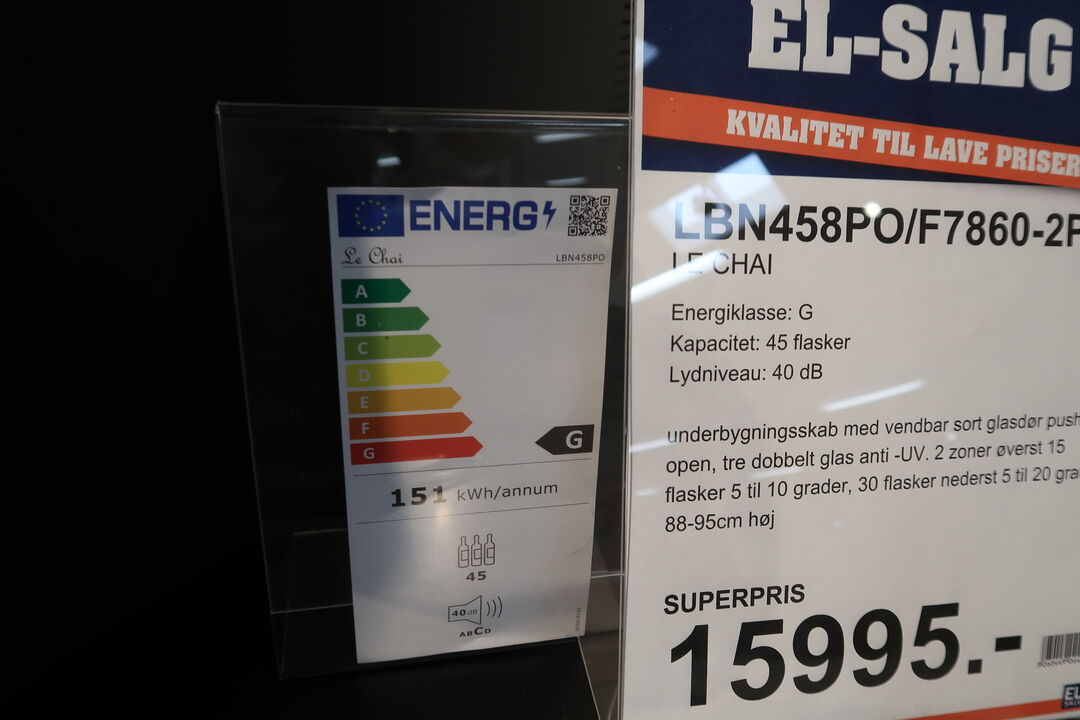 ENERG
Le Chai
LBN458PO
A
B
C
D
E
F
G
G
151 kWh/annum
45
40dB
ABCD
EL-SALG
KVALITET TIL LAVE PRISER
LBN458PO/F7860-2P
LE CHAI
Energiklasse: G
Kapacitet: 45 flasker
Lydniveau: 40 dB
underbygningsskab med vendbar sort glasdør push
open, tre dobbelt glas anti -UV. 2 zoner øverst 15
flasker 5 til 10 grader, 30 flasker nederst 5 til 20 gra
88-95cm høj
SUPERPRIS
15995.-